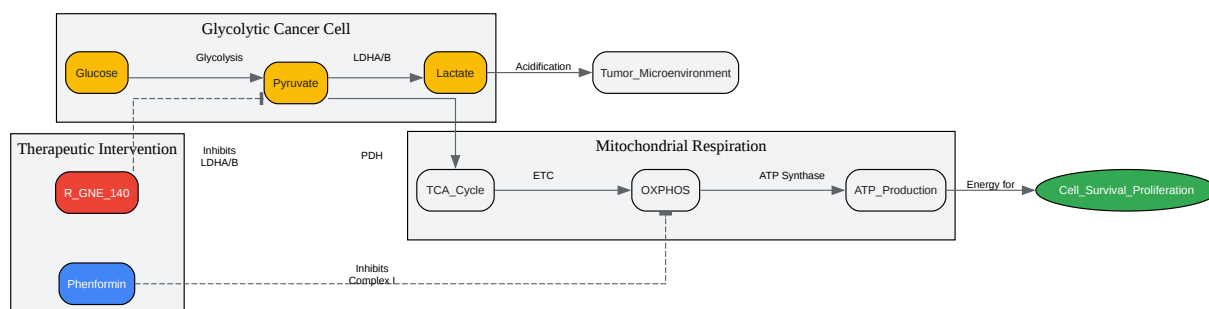 Glycolytic Cancer Cell
Glycolysis
LDHA/B
Glucose
Pyruvate
Lactate
Acidification
Tumor_Microenvironment
Therapeutic Intervention
Inhibits
LDHA/B
PDH
Mitochondrial Respiration
R_GNE_140
TCA_Cycle
ETC
OXPHOS
ATP Synthase
ATP_Production
Energy for
Cell_Survival_Proliferation
Phenformin
Inhibits
Complex I